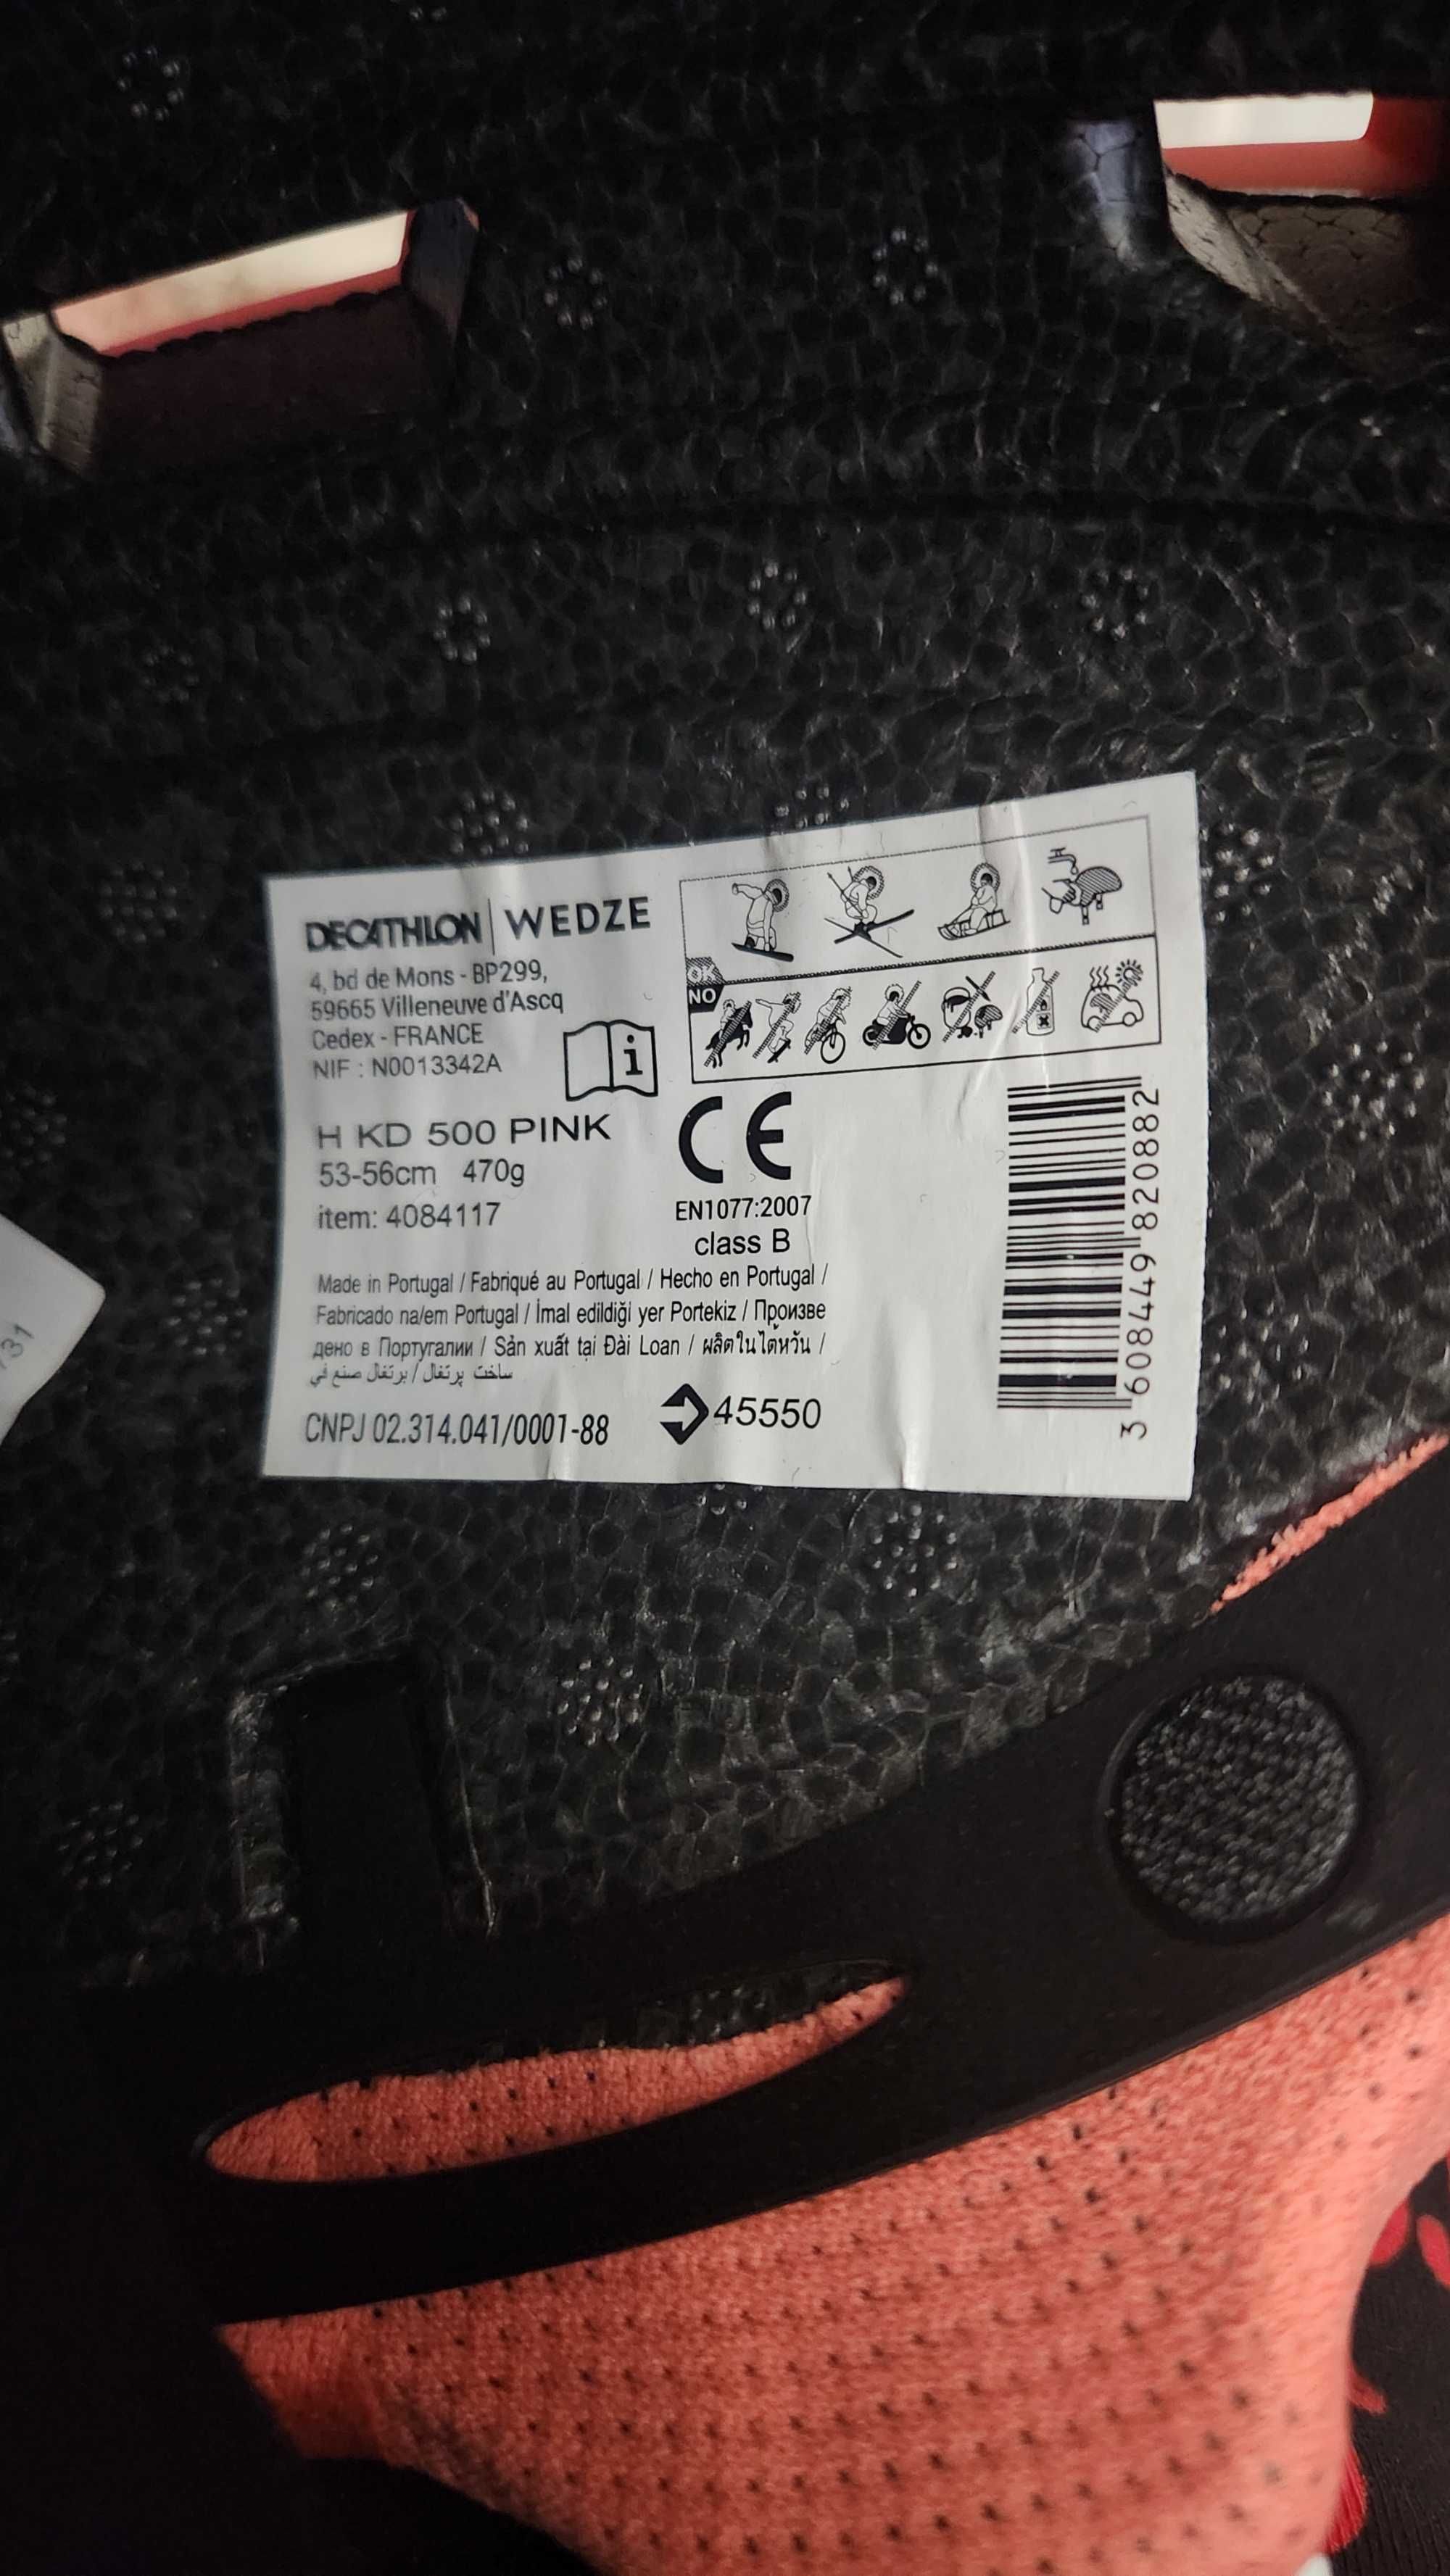 DECATHLON | WEDZE
4, bd de Mons - BP299,
59665 Villeneuve d'Ascq
Cedex - FRANCE
NIF : N0013342A
OK
NO
i
H KD 500 PINK
53-56cm 470g
item: 4084117
CE
EN1077:2007
class B
Made in Portugal / Fabriqué au Portugal / Hecho en Portugal /
Fabricado na/em Portugal / İmal edildiği yer Portekiz / Произве
дено в Португалии / Sản xuất tại Đài Loan / ผลิตในไต้หวัน /
ساخت پرتغال / برتغال صنع في
CNPJ 02.314.041/0001-88
45550
3 608449 820882
731